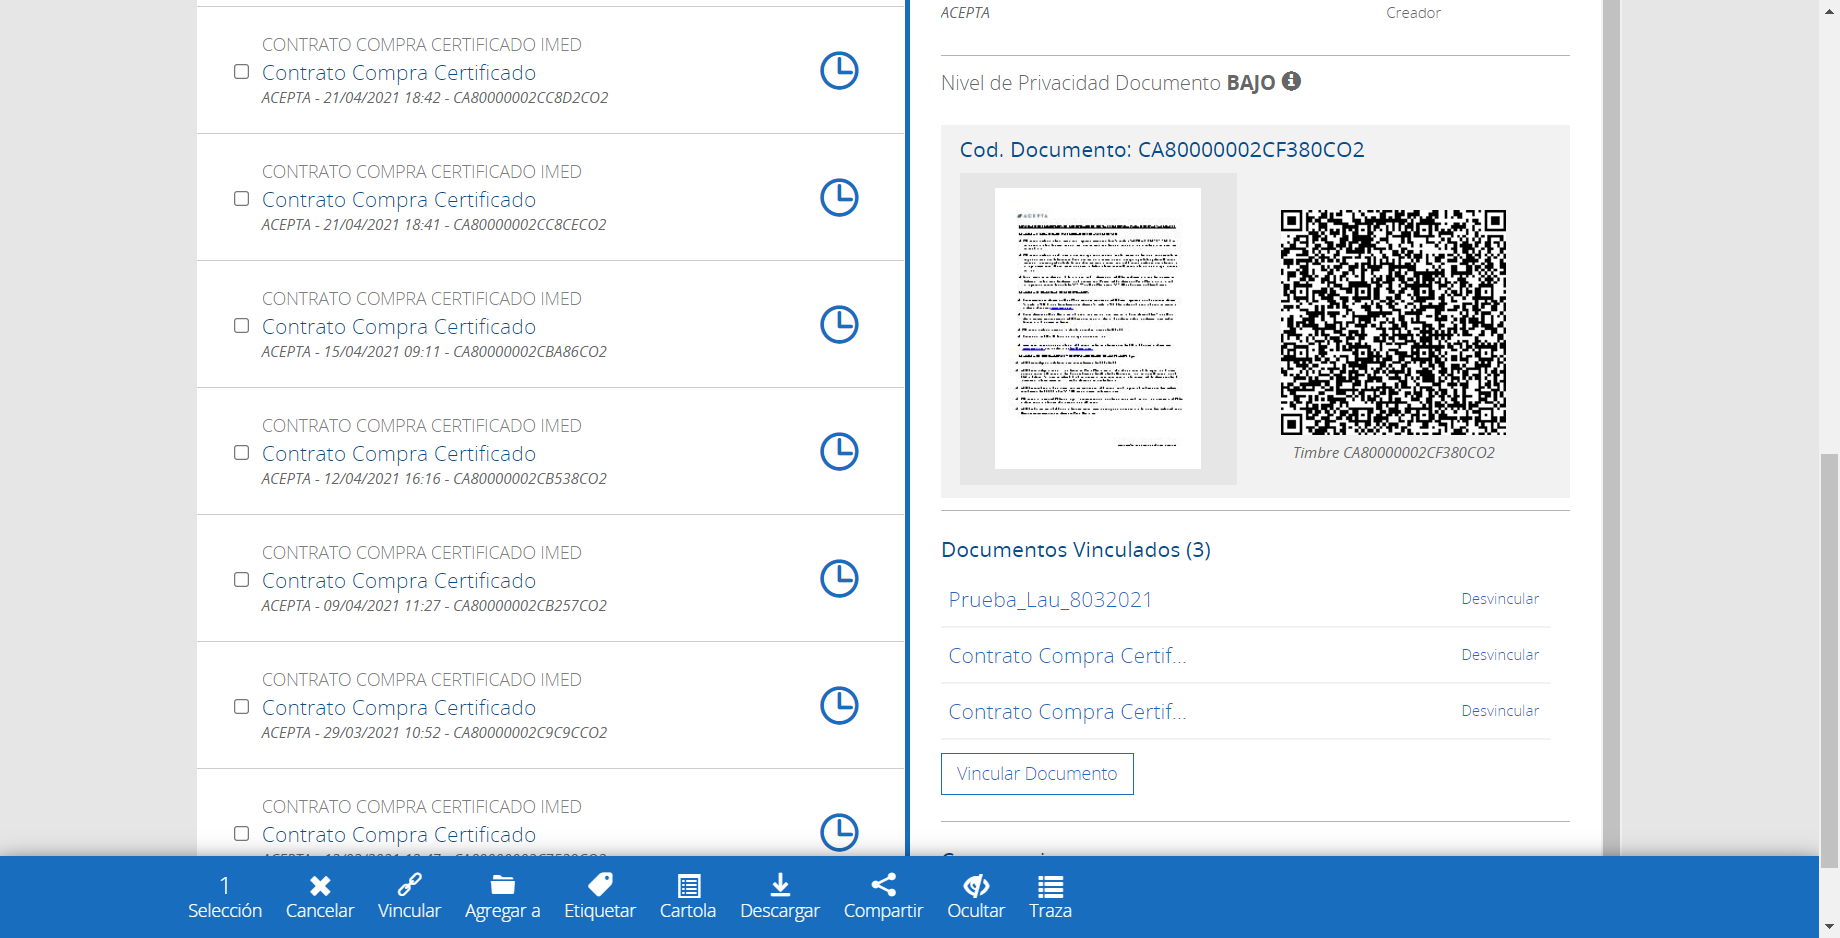 CONTRATO COMPRA CERTIFICADO IMED
Contrato Compra Certificado
ACEPTA - 21/04/2021 18:42 - CA80000002CC8D2CO2
CONTRATO COMPRA CERTIFICADO IMED
Contrato Compra Certificado
ACEPTA - 21/04/2021 18:41 - CA80000002CC8CECO2
CONTRATO COMPRA CERTIFICADO IMED
Contrato Compra Certificado
ACEPTA - 15/04/2021 09:11 - CA80000002CBA86CO2
CONTRATO COMPRA CERTIFICADO IMED
Contrato Compra Certificado
ACEPTA - 12/04/2021 16:16 - CA80000002CB538CO2
CONTRATO COMPRA CERTIFICADO IMED
Contrato Compra Certificado
ACEPTA - 09/04/2021 11:27 - CA80000002CB257CO2
CONTRATO COMPRA CERTIFICADO IMED
Contrato Compra Certificado
ACEPTA - 29/03/2021 10:52 - CA80000002C9C9CCO2
CONTRATO COMPRA CERTIFICADO IMED
Contrato Compra Certificado
ACEPTA Creador
Nivel de Privacidad Documento BAJO
Cod. Documento: CA80000002CF380CO2
ACEPTA
Timbre CA80000002CF380CO2
Documentos Vinculados (3)
Prueba_Lau_8032021 Desvincular
Contrato Compra Certif... Desvincular
Contrato Compra Certif... Desvincular
Vincular Documento
1
Selección Cancelar Vincular Agregar a Etiquetar Cartola Descargar Compartir Ocultar Traza